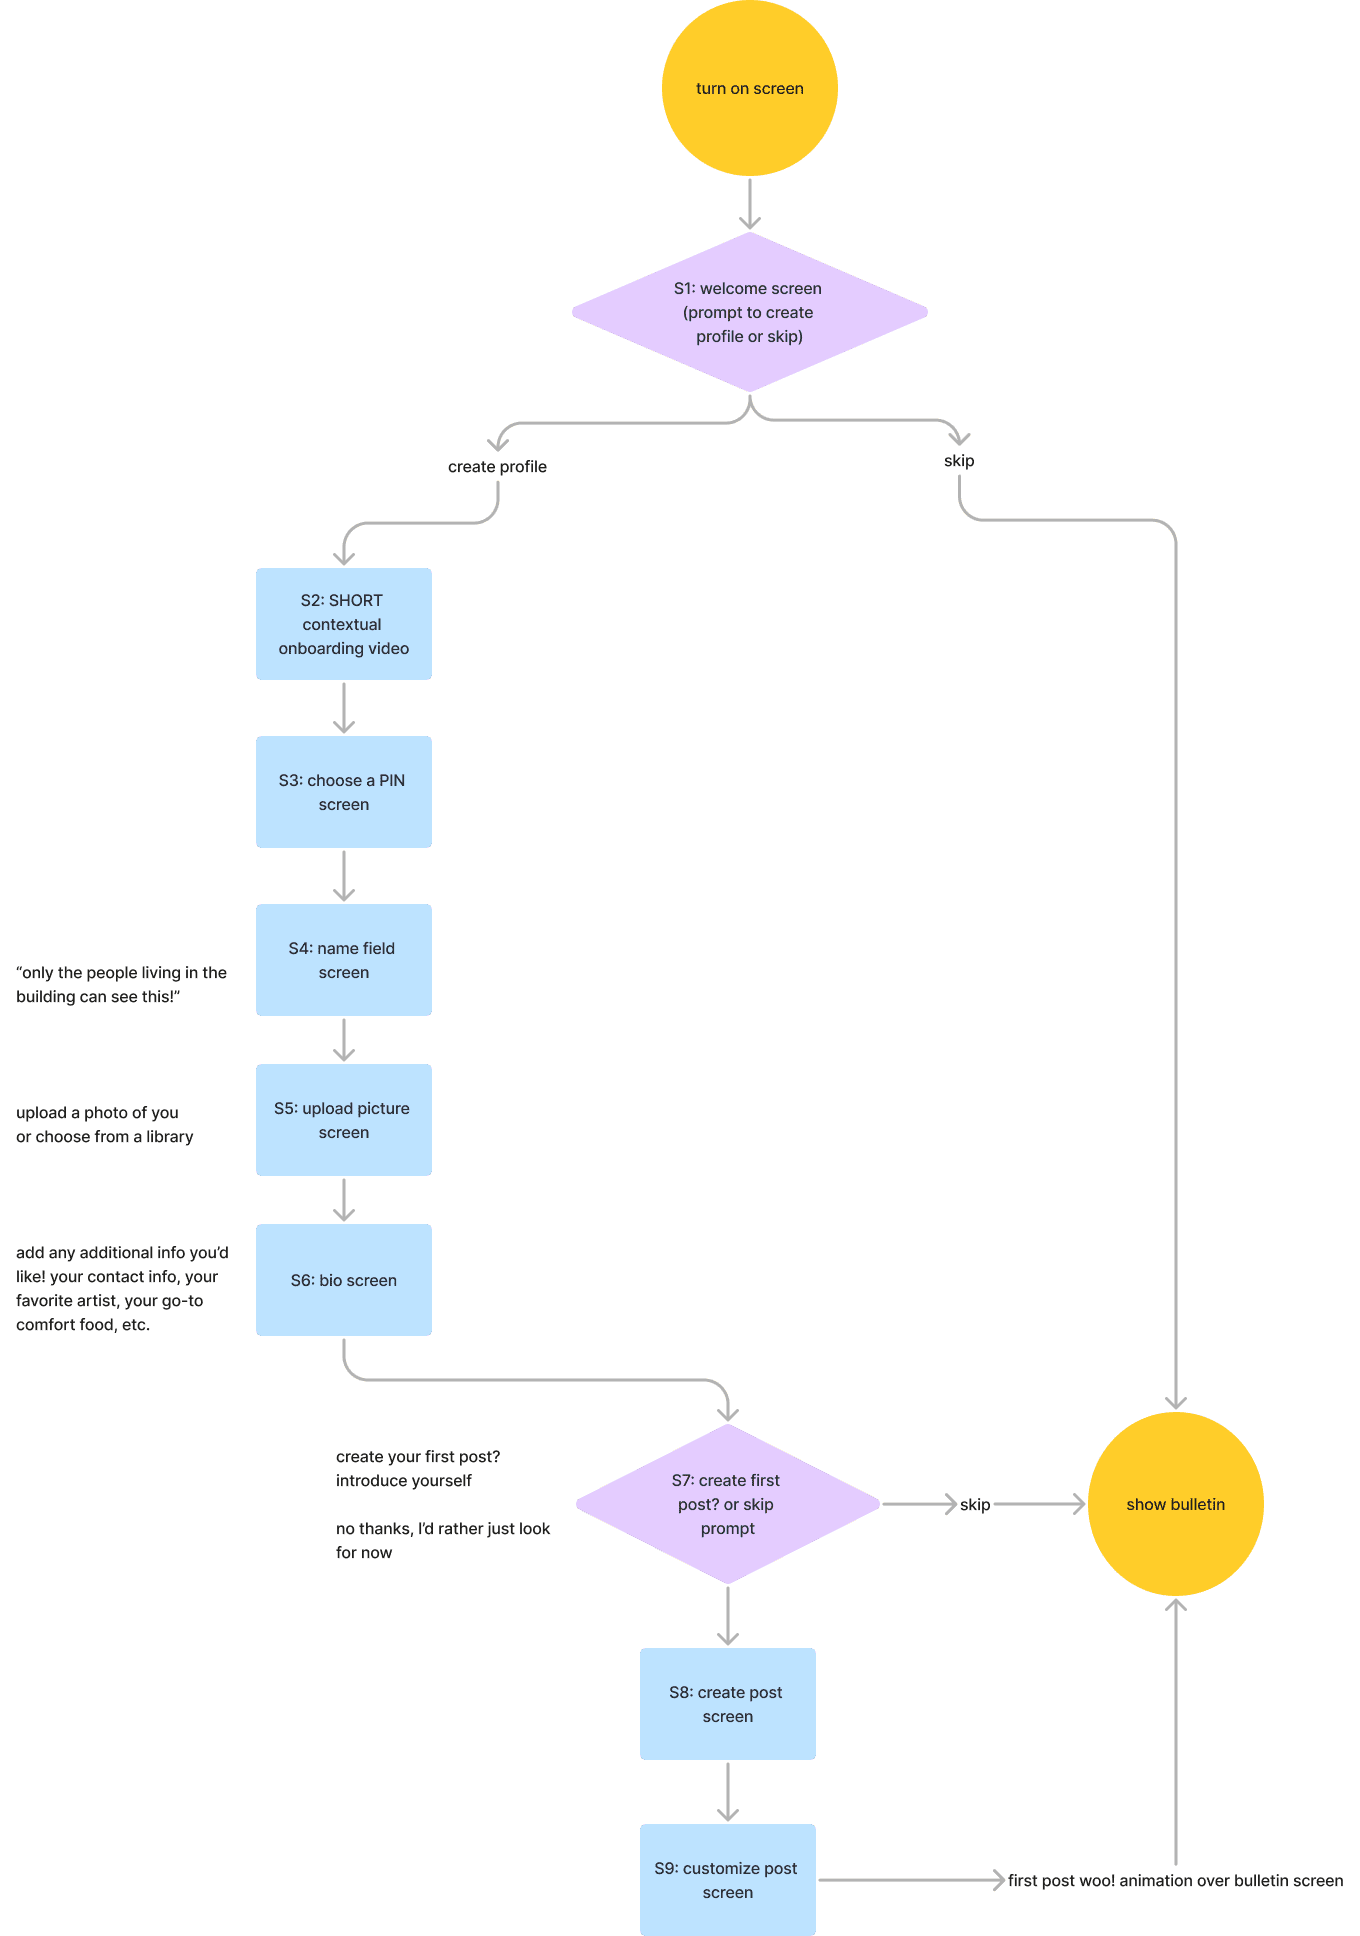 turn on screen
S1: welcome screen
(prompt to create
profile or skip)
create profile
skip
S2: SHORT
contextual
onboarding video
S3: choose a PIN
screen
S4: name field
screen
“only the people living in the
building can see this!”
S5: upload picture
screen
upload a photo of you
or choose from a library
S6: bio screen
add any additional info you’d
like! your contact info, your
favorite artist, your go-to
comfort food, etc.
create your first post?
introduce yourself
no thanks, I’d rather just look
for now
S7: create first
post? or skip
prompt
skip
show bulletin
S8: create post
screen
S9: customize post
screen
first post woo! animation over bulletin screen